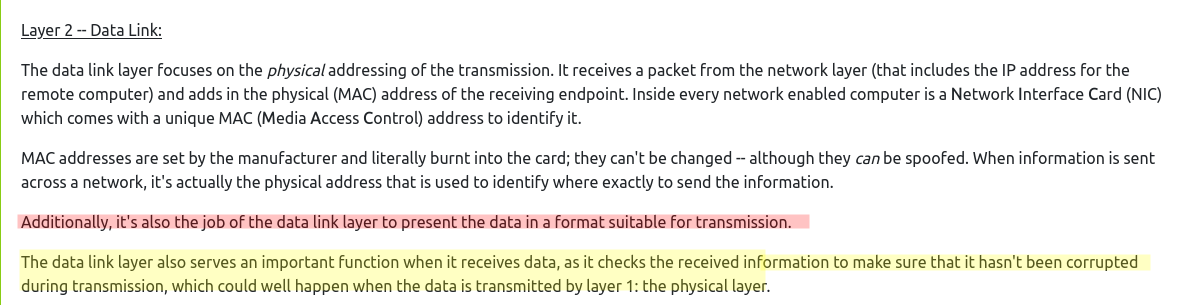 Layer 2 -- Data Link:
The data link layer focuses on the physical addressing of the transmission. It receives a packet from the network layer (that includes the IP address for the
remote computer) and adds in the physical (MAC) address of the receiving endpoint. Inside every network enabled computer is a Network Interface Card (NIC)
which comes with a unique MAC (Media Access Control) address to identify it.
MAC addresses are set by the manufacturer and literally burnt into the card; they can't be changed -- although they can be spoofed. When information is sent
across a network, it's actually the physical address that is used to identify where exactly to send the information.
Additionally, it's also the job of the data link layer to present the data in a format suitable for transmission.
The data link layer also serves an important function when it receives data, as it checks the received information to make sure that it hasn't been corrupted
during transmission, which could well happen when the data is transmitted by layer 1: the physical layer.